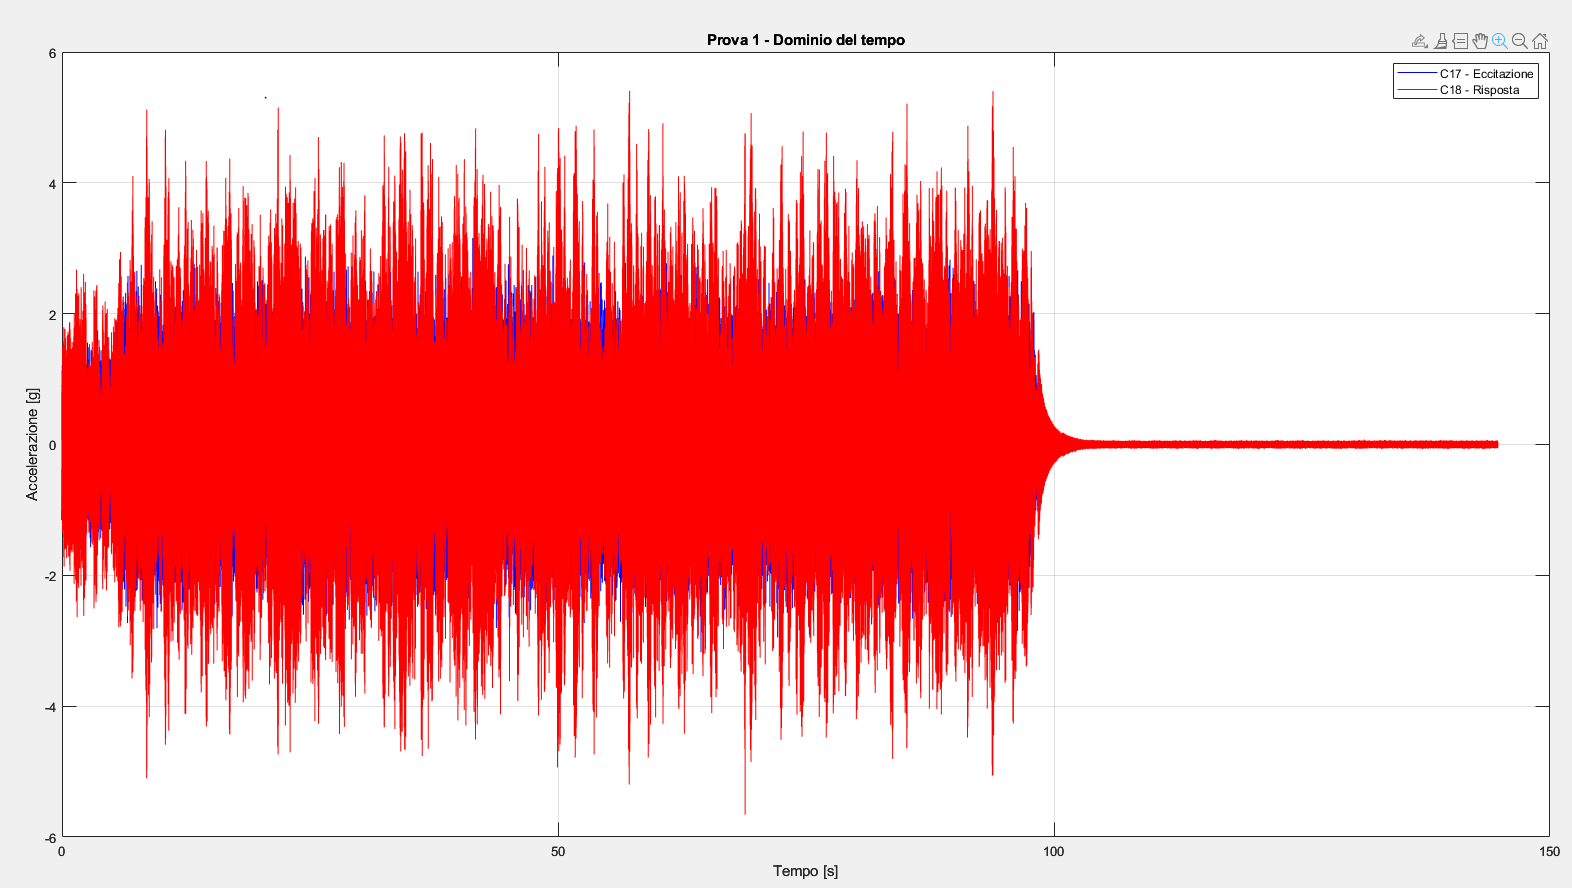 Prova 1 - Dominio del tempo
C17 - Eccitazione
C18 - Risposta
6
4
2
0
-2
-4
-6
Accelerazione [g]
0
50
100
150
Tempo [s]